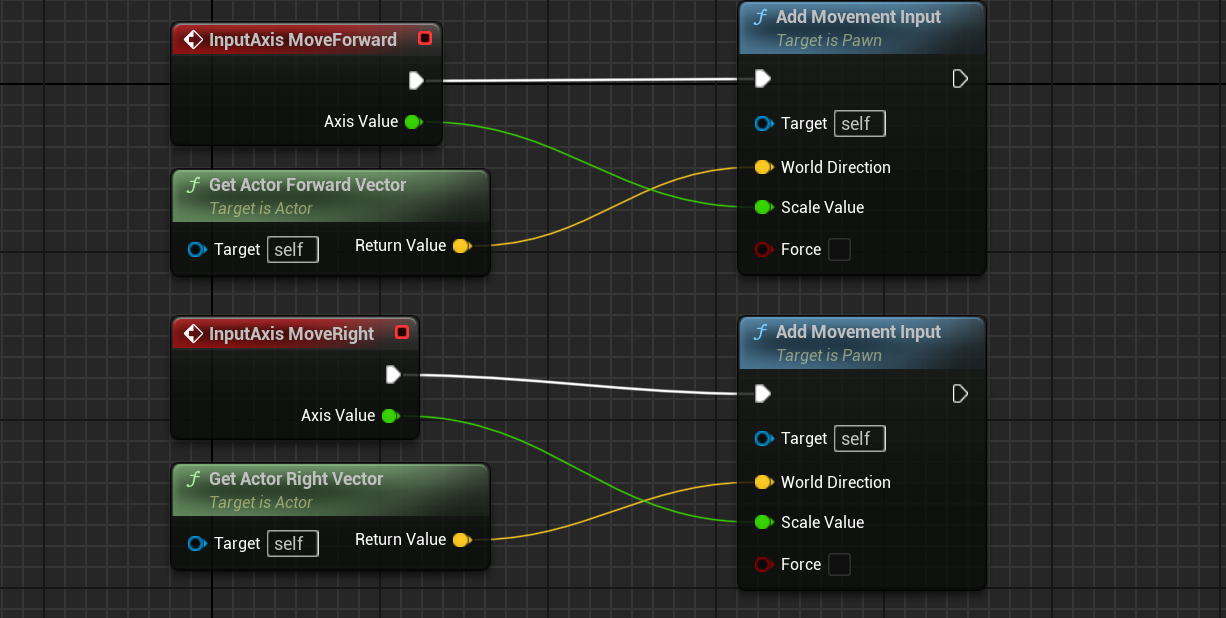 InputAxis MoveForward
Axis Value
f Get Actor Forward Vector
Target is Actor
Target self Return Value
f Add Movement Input
Target is Pawn
Target self
World Direction
Scale Value
Force
InputAxis MoveRight
Axis Value
f Get Actor Right Vector
Target is Actor
Target self Return Value
f Add Movement Input
Target is Pawn
Target self
World Direction
Scale Value
Force